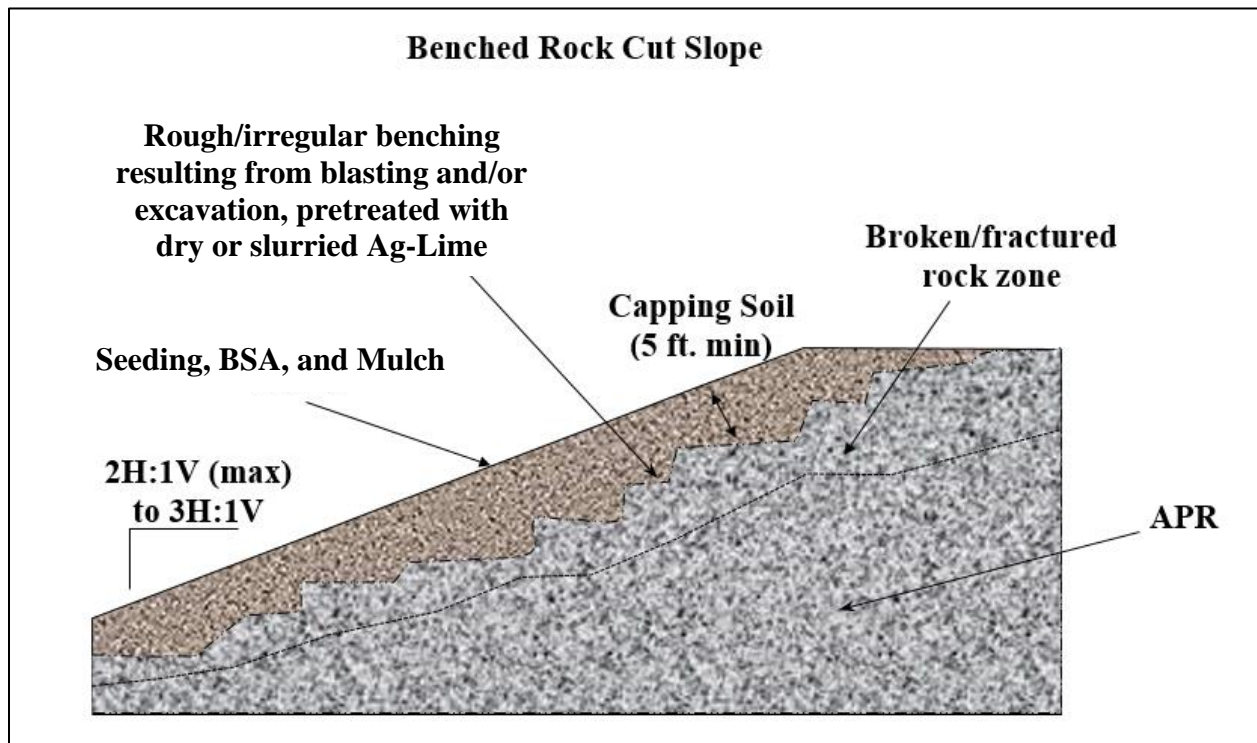 Benched Rock Cut Slope
Rough/irregular benching
resulting from blasting and/or
excavation, pretreated with
dry or slurried Ag-Lime
Broken/fractured
rock zone
Capping Soil
(5 ft. min)
Seeding, BSA, and Mulch
2H:1V (max)
to 3H:1V
APR